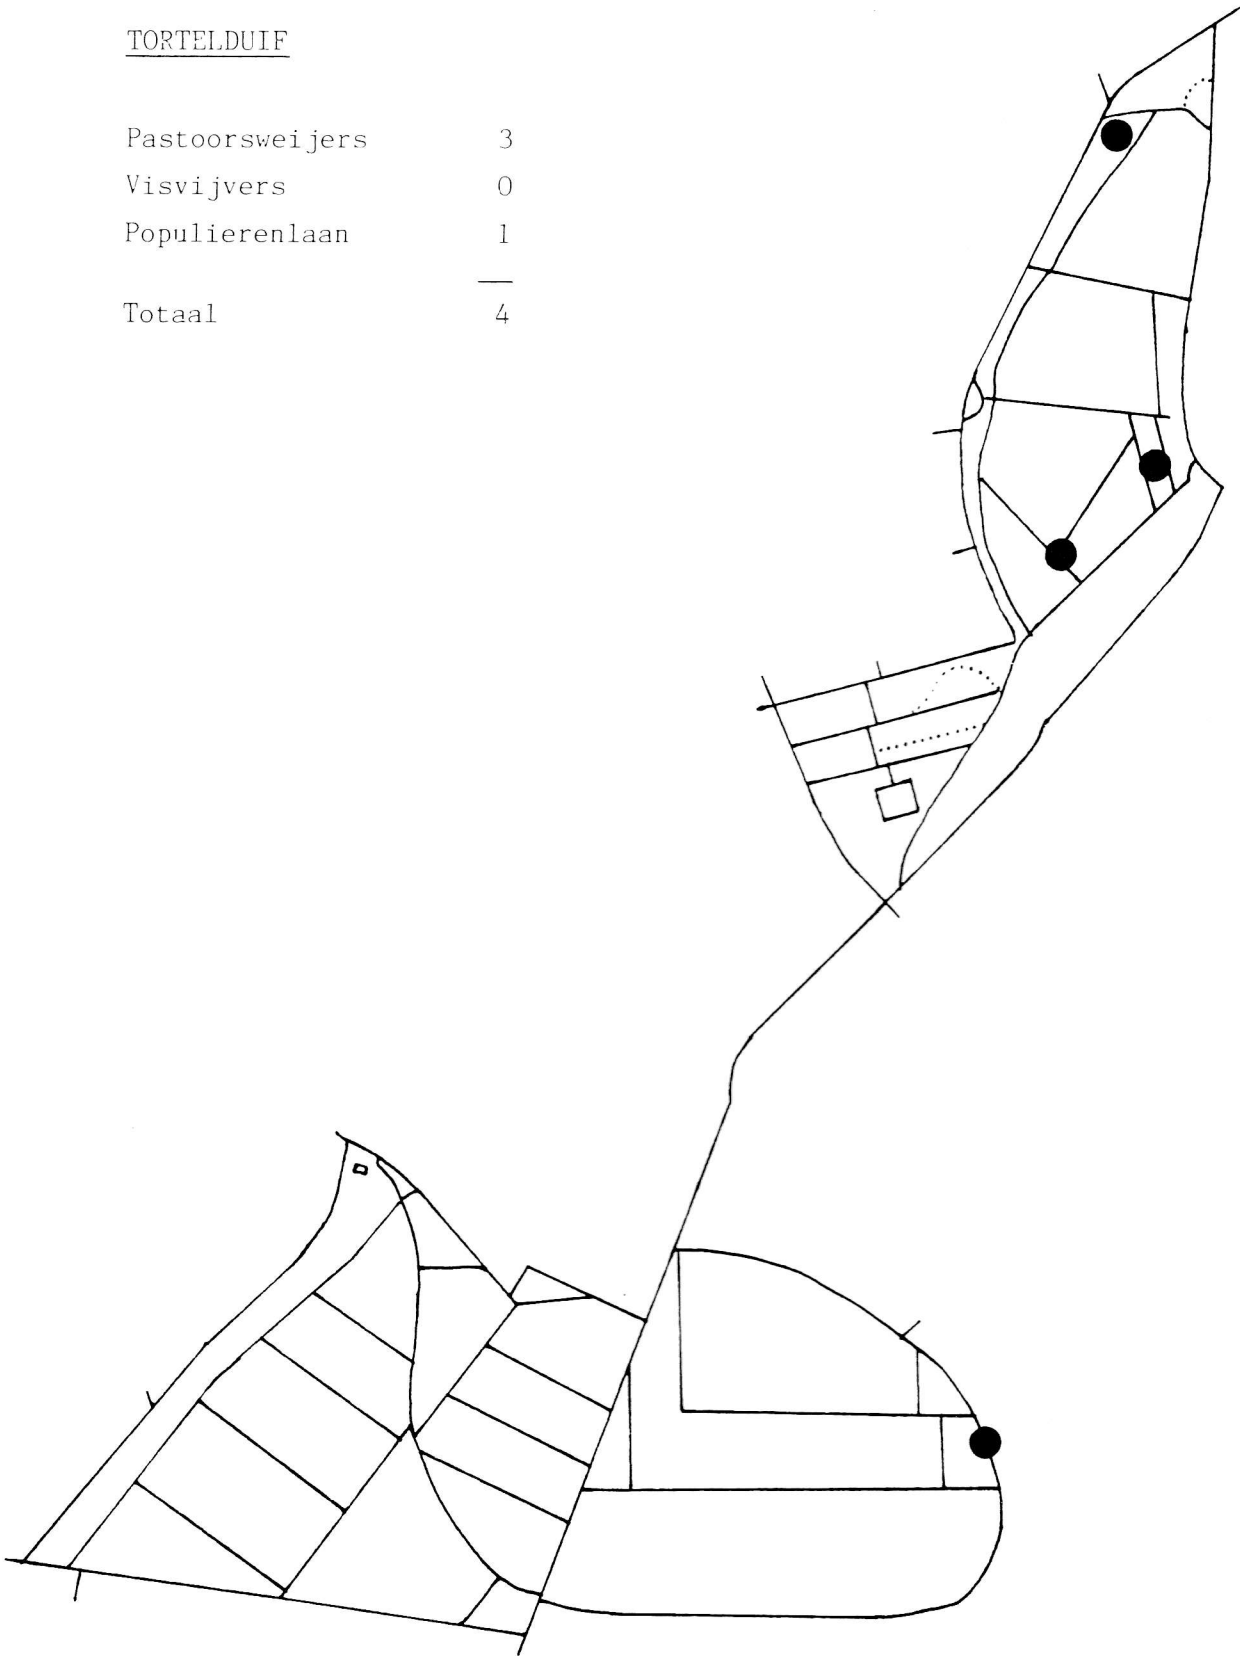 TORTELDUIF
Pastoorsweijers 3
Visvijvers 0
Populierenlaan 1
Totaal 4